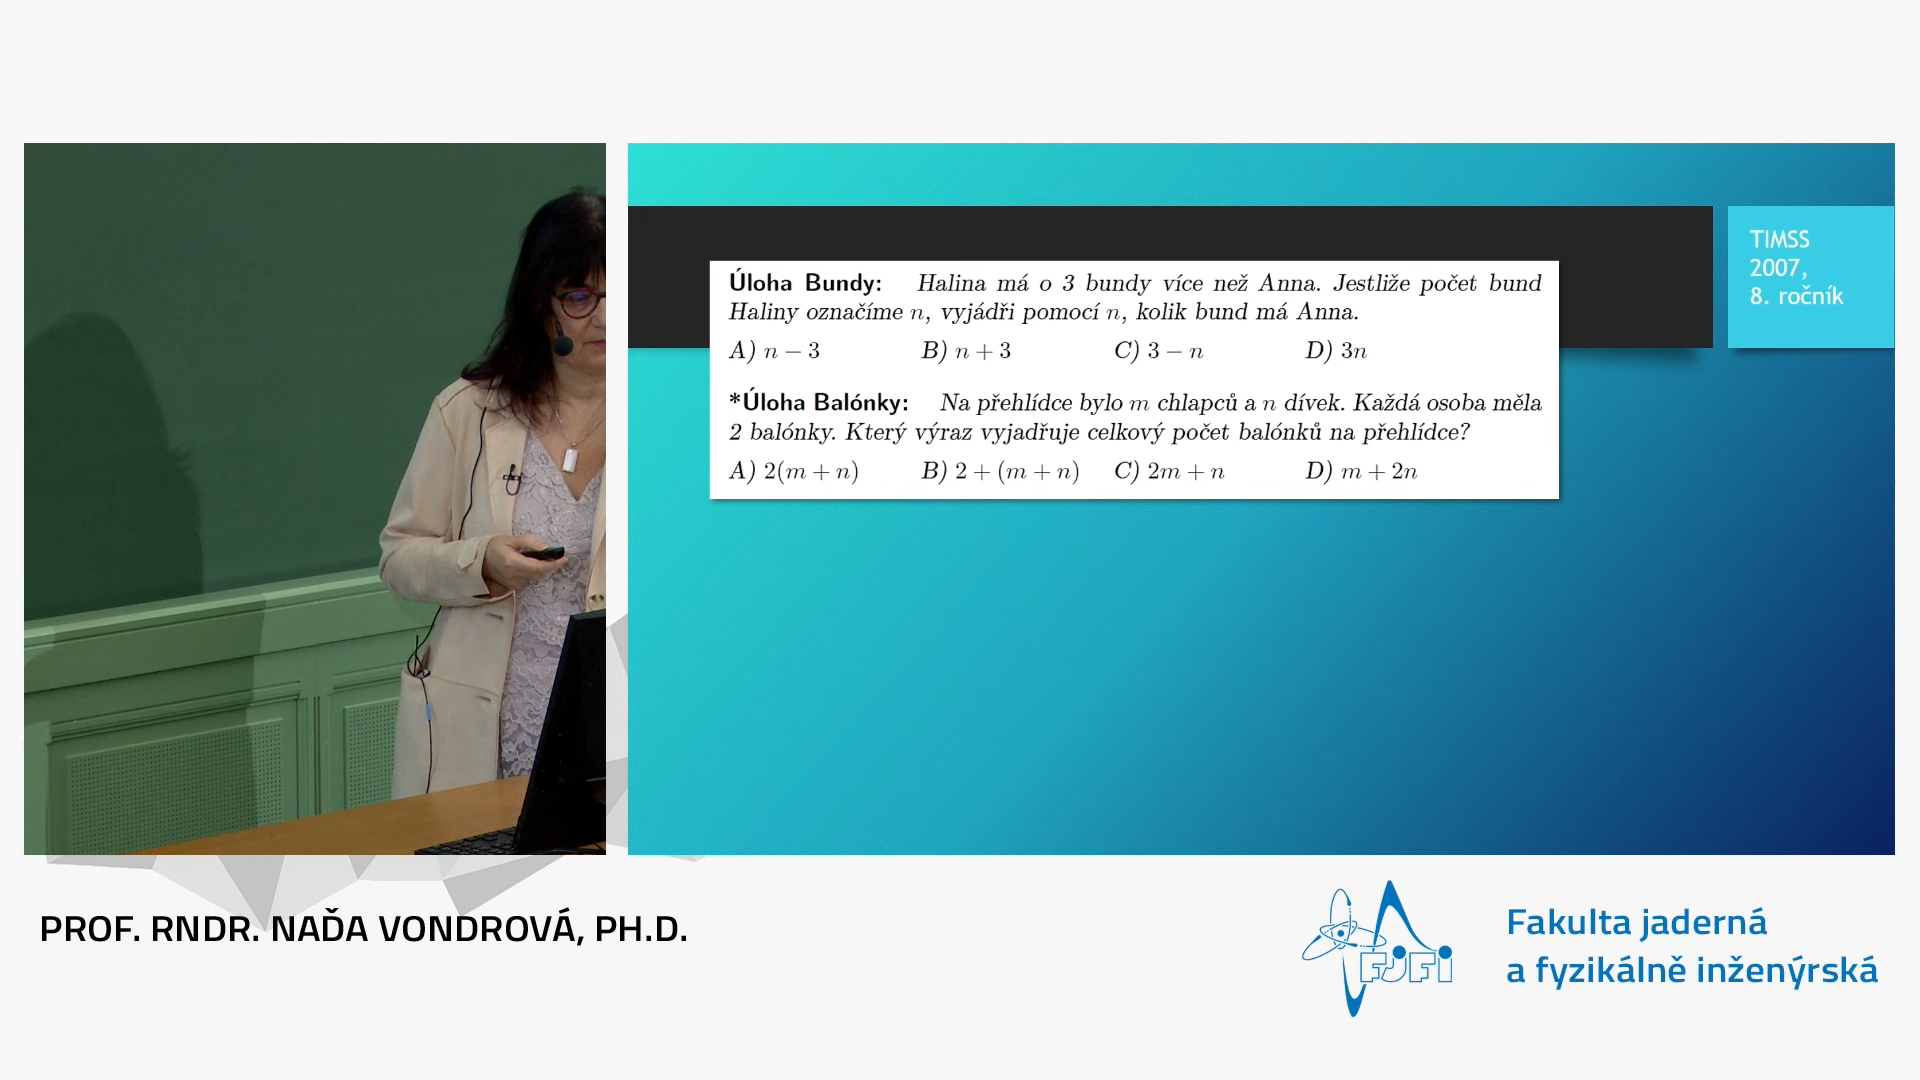 Úloha Bundy: Halina má o 3 bundy více než Anna. Jestliže počet bund
Haliny označíme n, vyjádři pomocí n, kolik bund má Anna.
A) n − 3 B) n + 3 C) 3 − n D) 3n
*Úloha Balónky: Na přehlídce bylo m chlapců a n dívek. Každá osoba měla
2 balónky. Který výraz vyjadřuje celkový počet balónků na přehlídce?
A) 2(m + n) B) 2 + (m + n) C) 2m + n D) m + 2n
TIMSS
2007,
8. ročník
PROF. RNDR. NAĎA VONDROVÁ, PH.D.
FJFI
Fakulta jaderná
a fyzikálně inženýrská